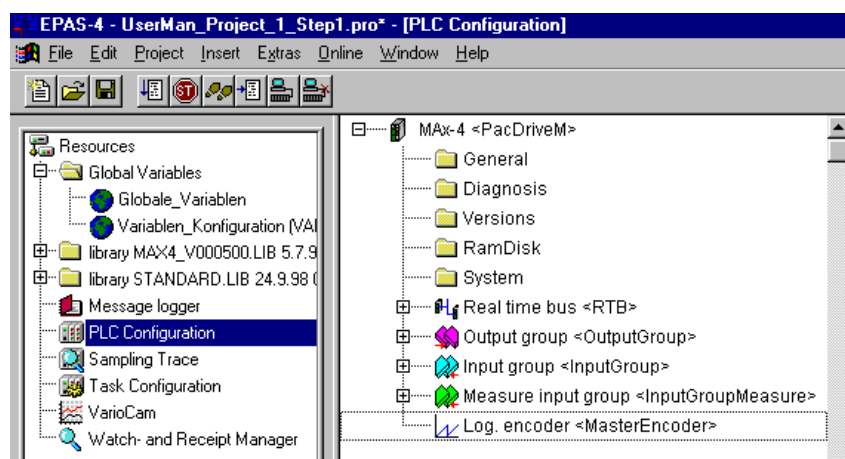 EPAS-4 - UserMan_Project_1_Step1.pro* - [PLC Configuration]
File Edit Project Insert Extras Online Window Help
ST
Resources
Global Variables
Globale_Variablen
Variablen_Konfiguration (VAI
library MAX4_V000500.LIB 5.7.9
library STANDARD.LIB 24.9.98 (
Message logger
PLC Configuration
Sampling Trace
Task Configuration
VarioCam
Watch- and Receipt Manager
MAx-4 <PacDriveM>
General
Diagnosis
Versions
RamDisk
System
Real time bus <RTB>
Output group <OutputGroup>
Input group <InputGroup>
Measure input group <InputGroupMeasure>
Log. encoder <MasterEncoder>